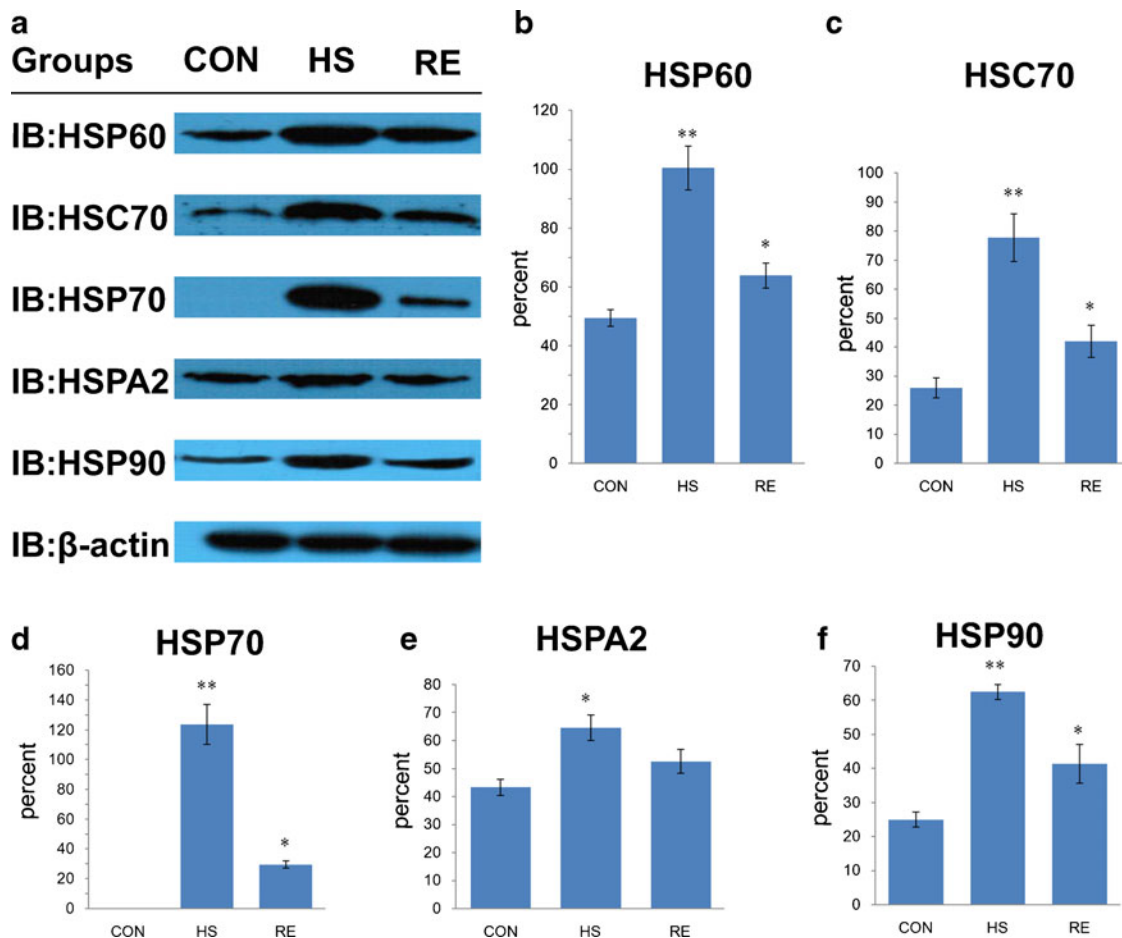 a
Groups CON HS RE
IB:HSP60
IB:HSC70
IB:HSP70
IB:HSPA2
IB:HSP90
IB:β-actin
b
HSP60
percent
120
100
80
60
40
20
0
**
*
CON HS RE
c
HSC70
percent
100
90
80
70
60
50
40
30
20
10
0
**
*
CON HS RE
d
HSP70
percent
160
140
120
100
80
60
40
20
0
**
*
CON HS RE
e
HSPA2
percent
80
70
60
50
40
30
20
10
0
*
CON HS RE
f
HSP90
percent
70
60
50
40
30
20
10
0
**
*
CON HS RE